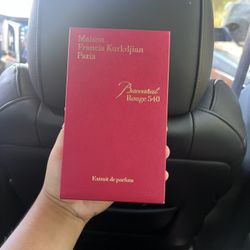 Maison
Francis Kurkdjian
Paris
Baccarat
Rouge 540
Extrait de parfum